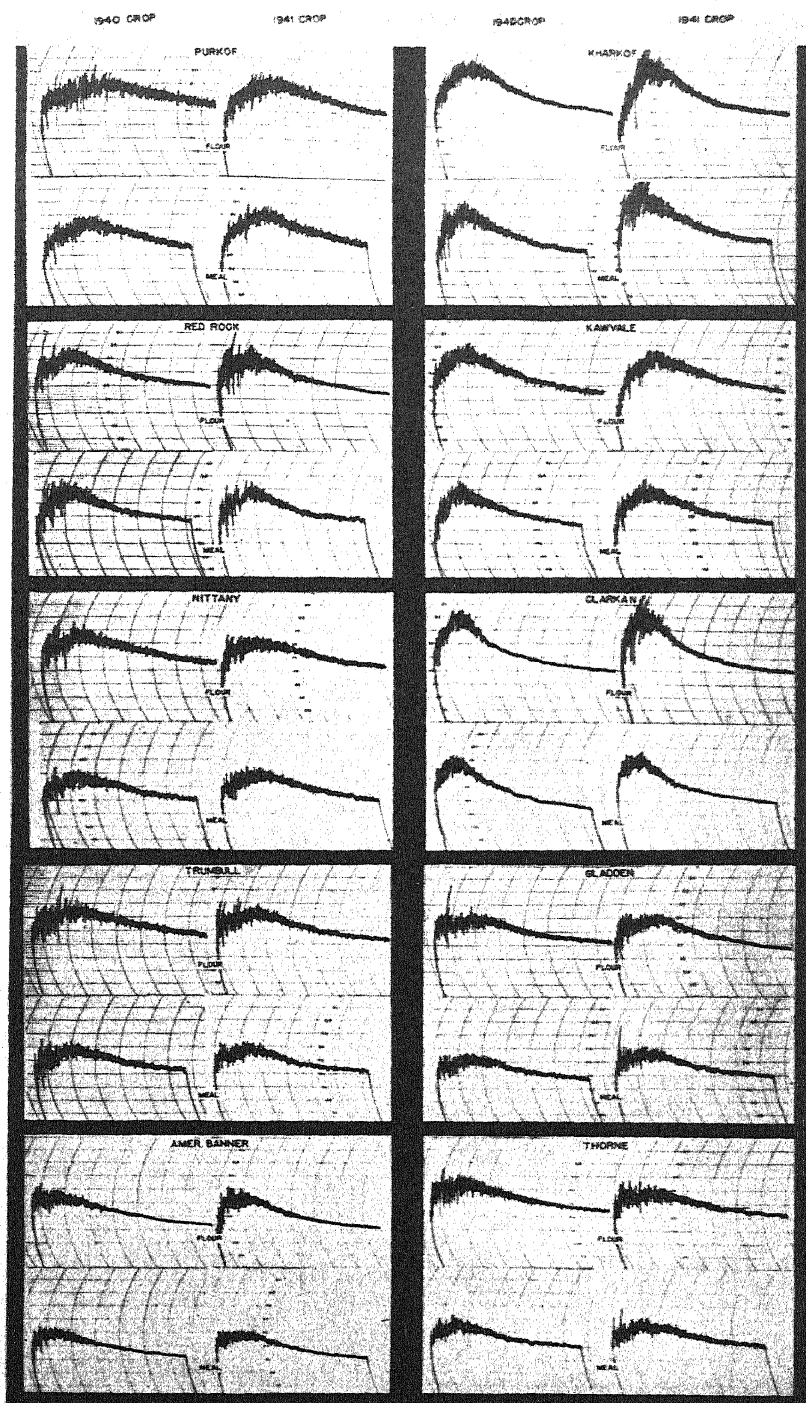 1940 CROP 1941 CROP 1940 CROP 1941 CROP
PURKOF KHARKOF
FLOUR FLOUR
MEAL MEAL
RED ROCK KAWVALE
FLOUR FLOUR
MEAL MEAL
NITTANY CLARKAN
FLOUR FLOUR
MEAL MEAL
TRUMBULL GLADDEN
FLOUR FLOUR
MEAL MEAL
AMER. BANNER THORNE
FLOUR FLOUR
MEAL MEAL